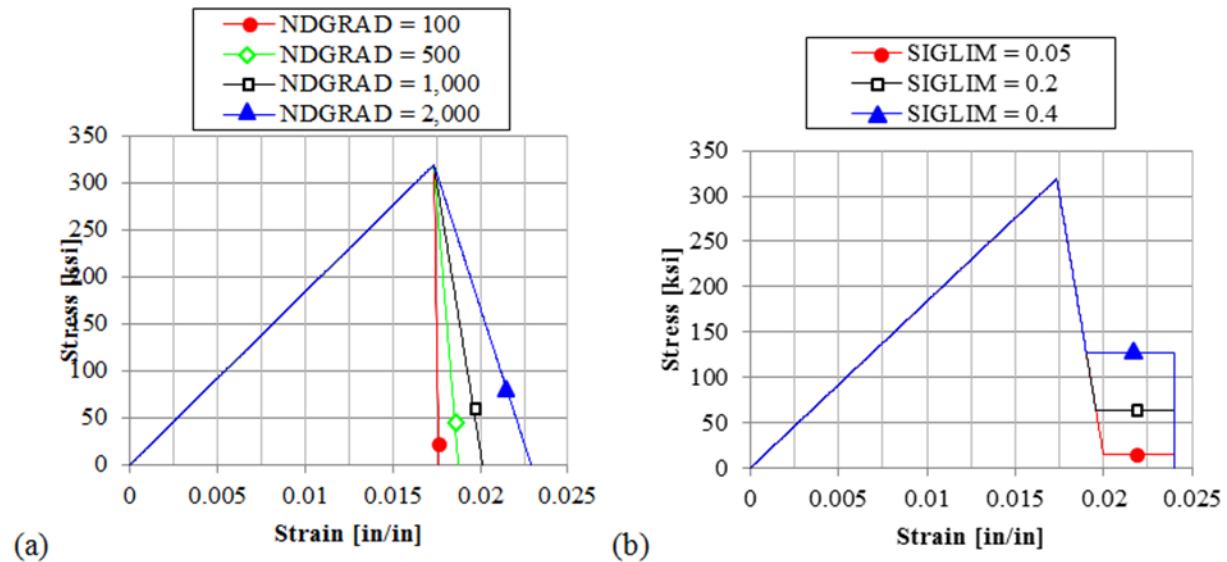 NDGRAD = 100
NDGRAD = 500
NDGRAD = 1,000
NDGRAD = 2,000
350
300
250
200
150
100
50
0
Stress [ksi]
0 0.005 0.01 0.015 0.02 0.025
Strain [in/in]
(a)
SIGLIM = 0.05
SIGLIM = 0.2
SIGLIM = 0.4
350
300
250
200
150
100
50
0
Stress [ksi]
0 0.005 0.01 0.015 0.02 0.025
Strain [in/in]
(b)